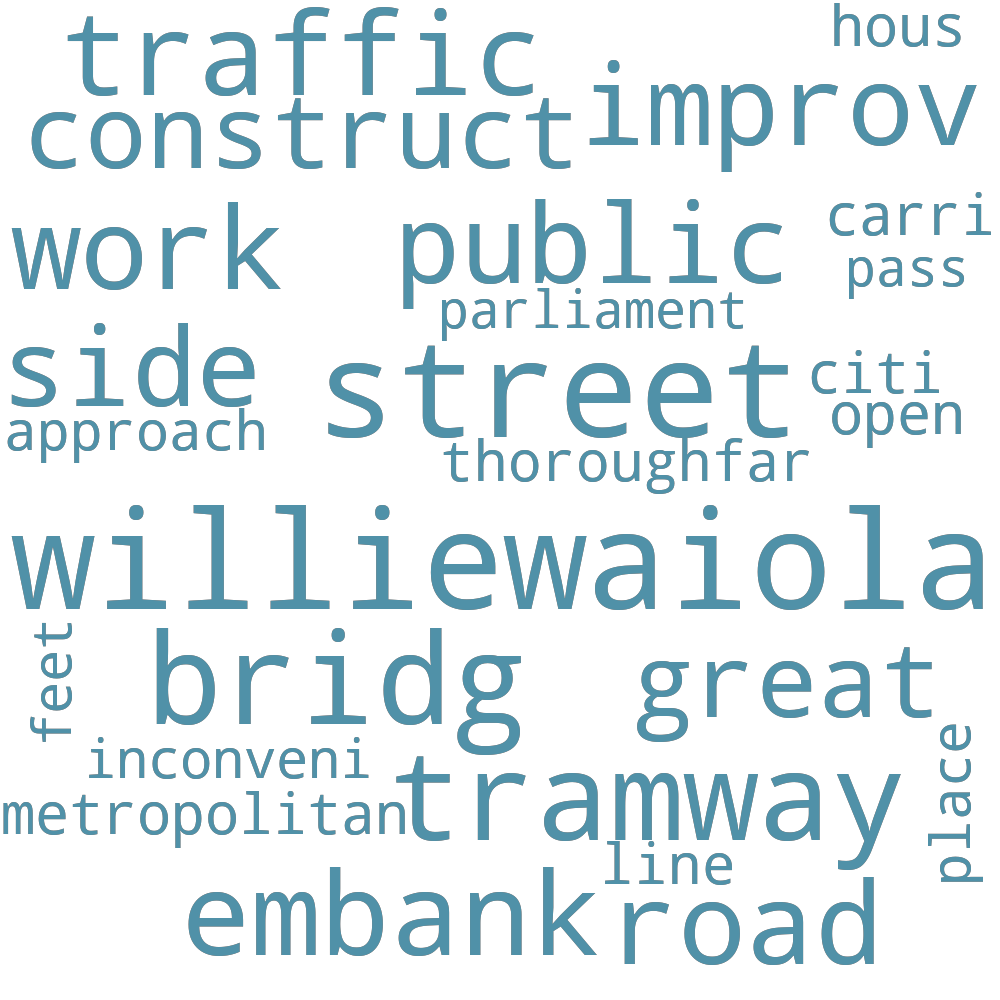 traffic
hous
construct
improv
work
public
carri
pass
parliament
side
street
citi
approach
open
thoroughfar
williewaiola
feet
bridg
great
inconveni
tramway
place
metropolitan
line
embank
road